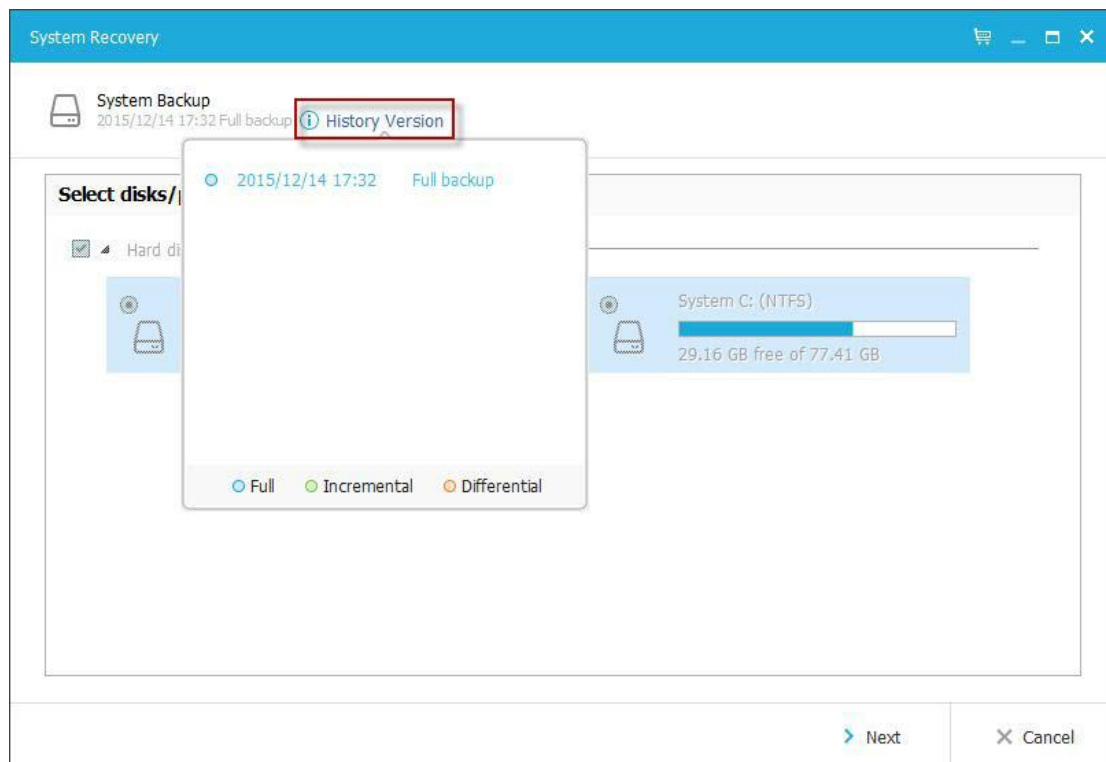 System Recovery
System Backup
2015/12/14 17:32 Full backup
History Version
2015/12/14 17:32 Full backup
Select disks/
Hard di
System C: (NTFS)
29.16 GB free of 77.41 GB
Full Incremental Differential
Next Cancel